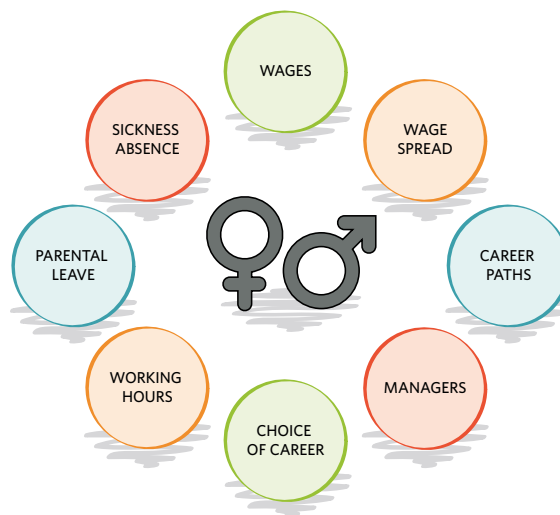 WAGES
WAGE
SPREAD
CAREER
PATHS
MANAGERS
CHOICE
OF CAREER
WORKING
HOURS
PARENTAL
LEAVE
SICKNESS
ABSENCE